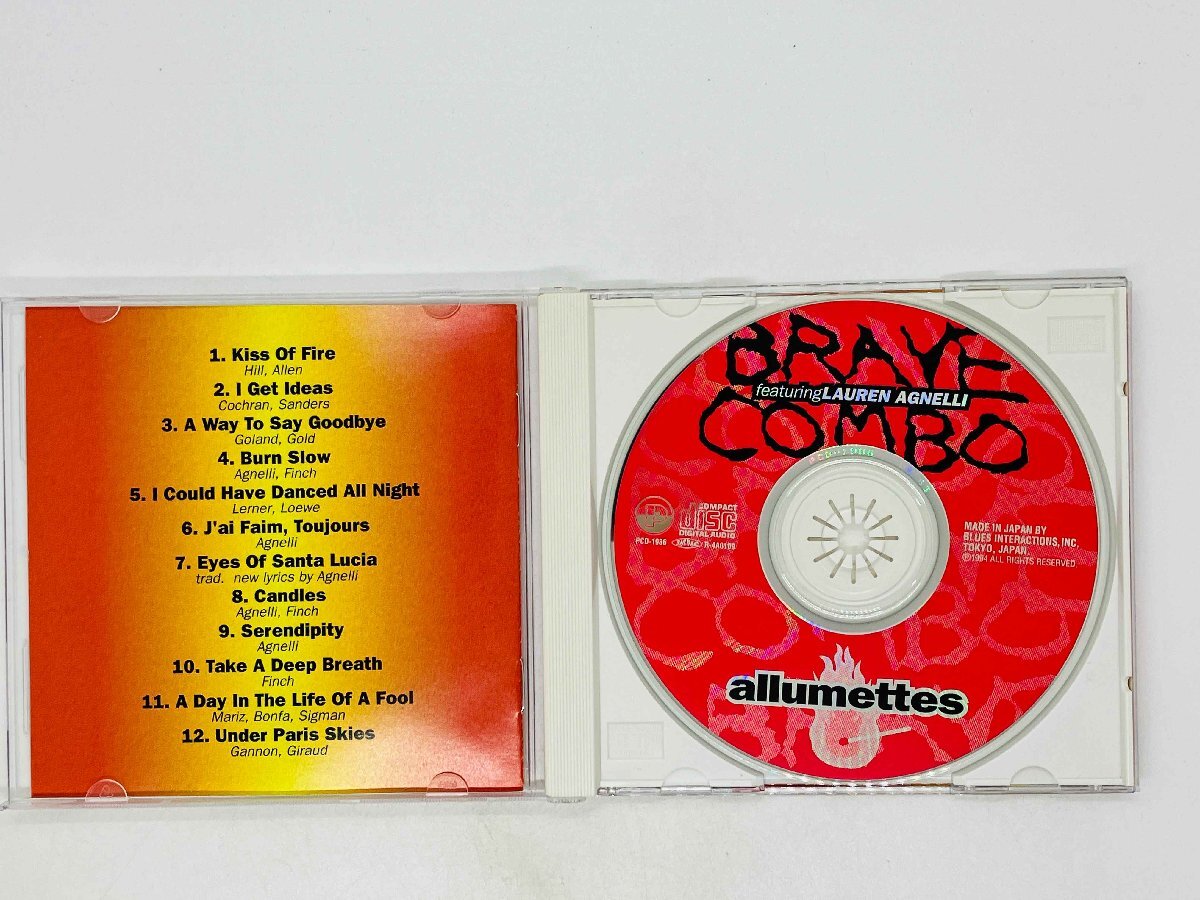 1. Kiss Of Fire
Hill, Allen
2. I Get Ideas
Cochran, Sanders
3. A Way To Say Goodbye
Goland, Gold
4. Burn Slow
Agnelli, Finch
5. I Could Have Danced All Night
Lerner, Loewe
6. J'ai Faim, Toujours
Agnelli
7. Eyes Of Santa Lucia
trad. new lyrics by Agnelli
8. Candles
Agnelli, Finch
9. Serendipity
Agnelli
10. Take A Deep Breath
Finch
11. A Day In The Life Of A Fool
Mariz, Bonfa, Sigman
12. Under Paris Skies
Gannon, Giraud
BRAVE
featuring LAUREN AGNELLI
COMBO
COMPACT
disc
DIGITAL AUDIO
PCD-1986
R-4A0109
MADE IN JAPAN BY
BLUES INTERACTIONS, INC.
TOKYO, JAPAN
℗1994 ALL RIGHTS RESERVED
allumettes